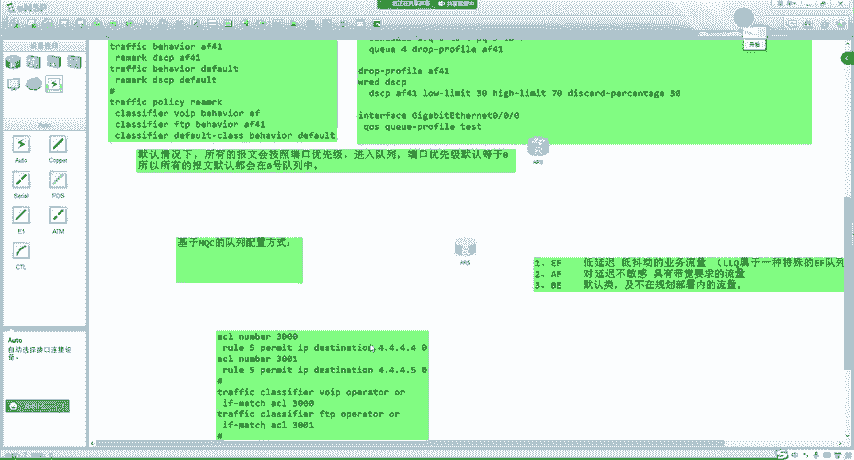 eNSP
traffic behavior af41
remark dscp af41
traffic behavior default
remark dscp default
#
traffic policy remark
classifier voip behavior af
classifier ftp behavior af41
classifier default-class behavior default
queue 4 drop-profile af41
drop-profile af41
wred dscp
dscp af41 low-limit 50 high-limit 70 discard-percentage 50
interface GigabitEthernet0/0/0
qos queue-profile test
默认情况下，所有的报文会按照端口优先级，进入队列，端口优先级默认等于0
所以所有的报文默认都会在0号队列中。
基于MQC的队列配置方式：
1. EF 低延迟 低抖动的业务流量 （LLQ属于一种特殊的EF队列
2. AF 对延迟不敏感 具有带宽要求的流量
3. BE 默认类，及不在规划部署内的流量。
acl number 3000
rule 5 permit ip destination 4.4.4.4 0
acl number 3001
rule 5 permit ip destination 4.4.4.5 0
#
traffic classifier voip operator or
if-match acl 3000
traffic classifier ftp operator or
if-match acl 3001
#
Auto
Copper
Serial
POS
E1
ATM
CTL
Auto
自动选择接口连接设备。